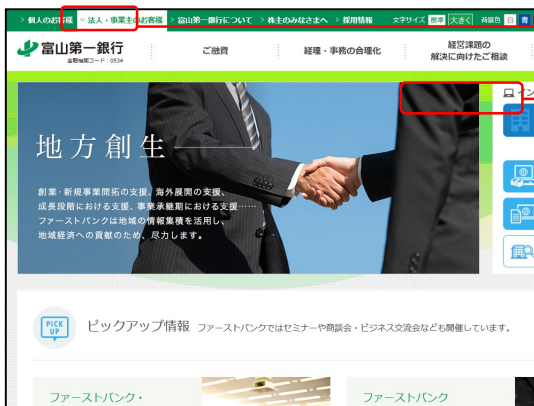 > 個人のお客様 ﹀法人・事業主のお客様 > 富山第一銀行について > 株主のみなさまへ > 採用情報 文字サイズ 標準 大きく 背景色 白 青
富山第一銀行
金融機関コード：0534
ご融資
経理・事務の合理化
経営課題の
解決に向けたご相談
イン
地方創生
創業・新規事業開拓の支援、海外展開の支援、
成長段階における支援、事業承継期における支援……
ファーストバンクは地域の情報集積を活用し、
地域経済への貢献のため、尽力します。
PICK
UP
ピックアップ情報 ファーストバンクではセミナーや商談会・ビジネス交流会なども開催しています。
ファーストバンク・
ファーストバンク